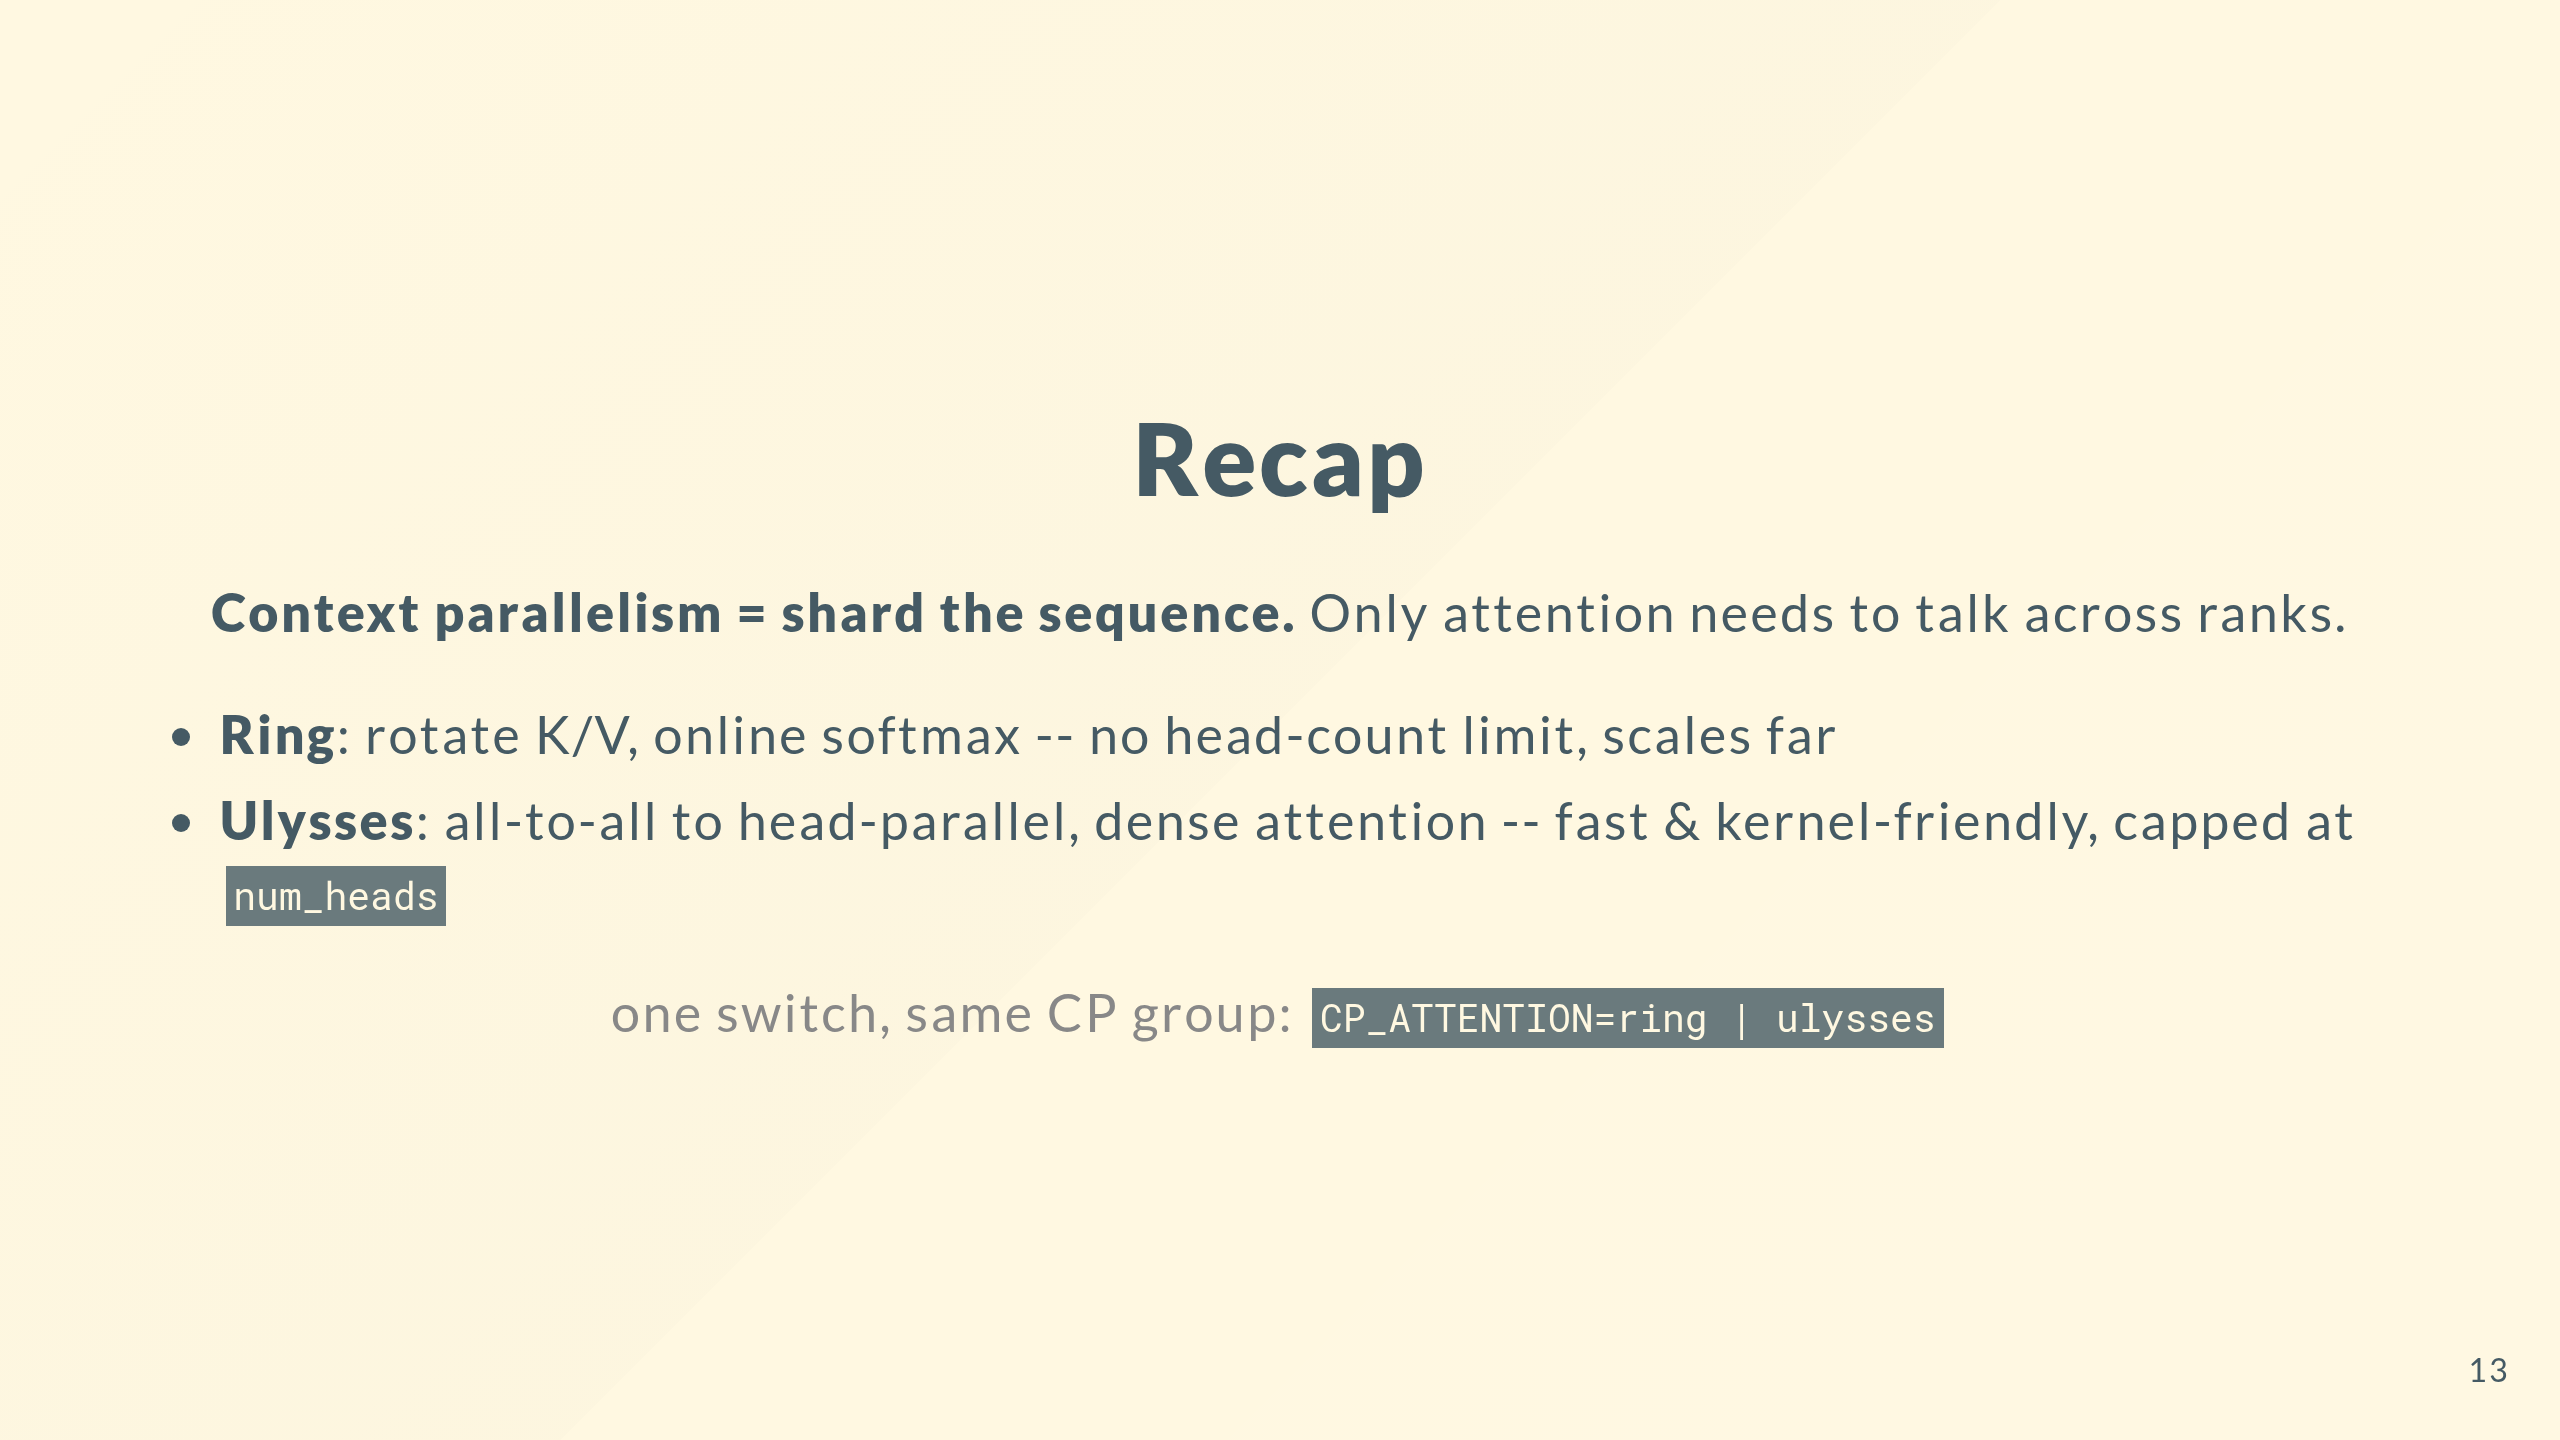 Recap
Context parallelism = shard the sequence. Only attention needs to talk across ranks.
• Ring: rotate K/V, online softmax -- no head-count limit, scales far
• Ulysses: all-to-all to head-parallel, dense attention -- fast & kernel-friendly, capped at
num_heads
one switch, same CP group: CP_ATTENTION=ring | ulysses
13